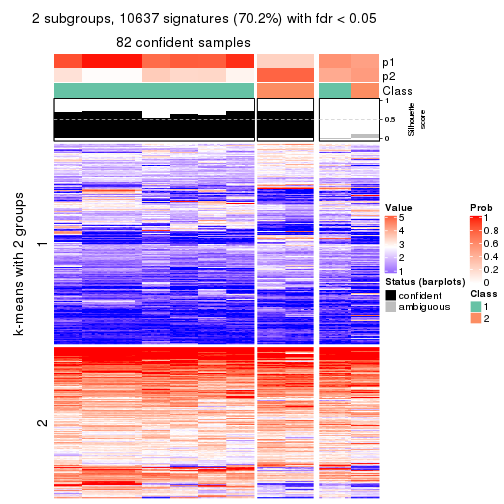 2 subgroups, 10637 signatures (70.2%) with fdr < 0.05
82 confident samples
p1
p2
Class
1
0.5
0
Silhouette
score
k-means with 2 groups
1
2
Value
5
4
3
2
1
Status (barplots)
confident
ambiguous
Prob
1
0.8
0.6
0.4
0.2
0
Class
1
2